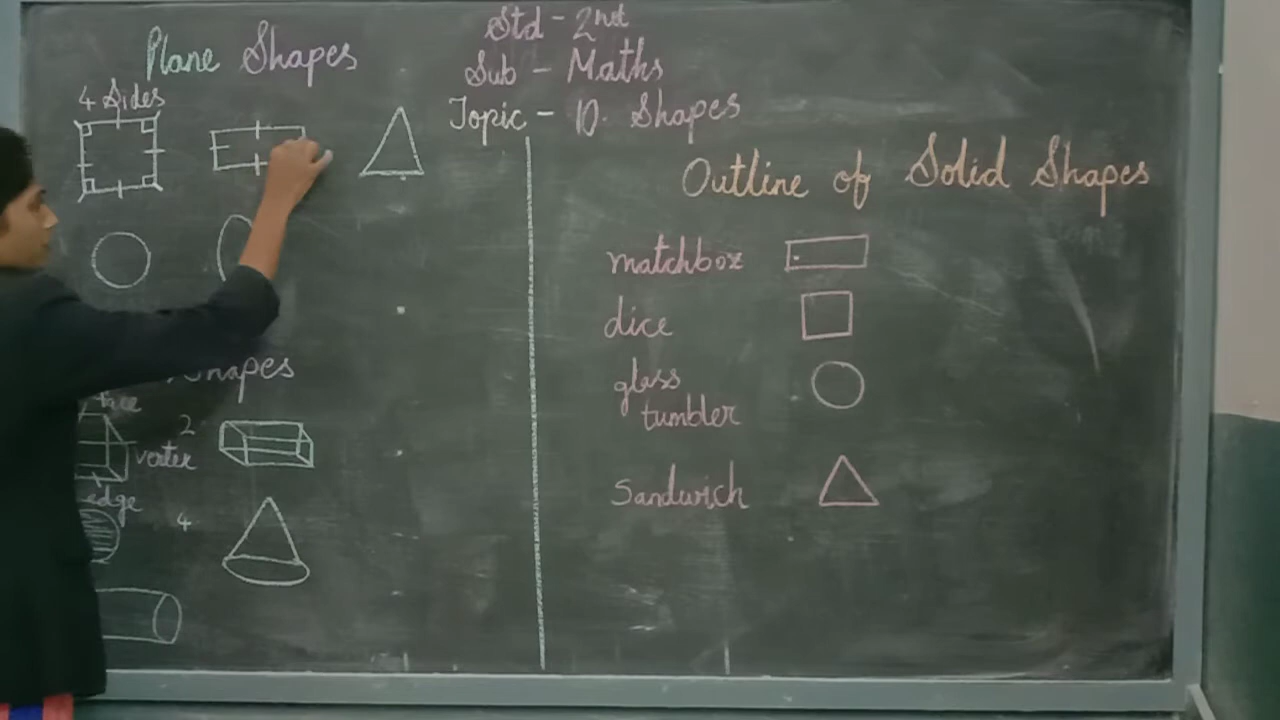 Std - 2nd
Sub - Maths
Topic - 10. Shapes
Plane Shapes
4 Sides
Shapes
face
2
vertex
edge
4
Outline of Solid Shapes
matchbox
dice
glass
tumbler
Sandwich